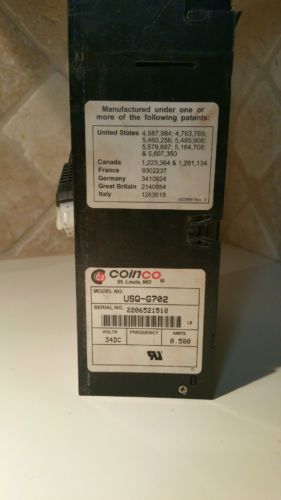 Manufactured under one or
more of the following patents:
United States 4,587,984; 4,763,769;
5,460,256; 5,485,906;
5,579,887; 5,184,708;
& 5,607,350
Canada 1,223,364 & 1,281,134
France 9302237
Germany 3410924
Great Britain 2140954
Italy 1263618
COINCO
St. Louis, MO
MODEL NO. USQ-G702
SERIAL NO. 2206521510
VOLTS FREQUENCY AMPS
34DC 0.590